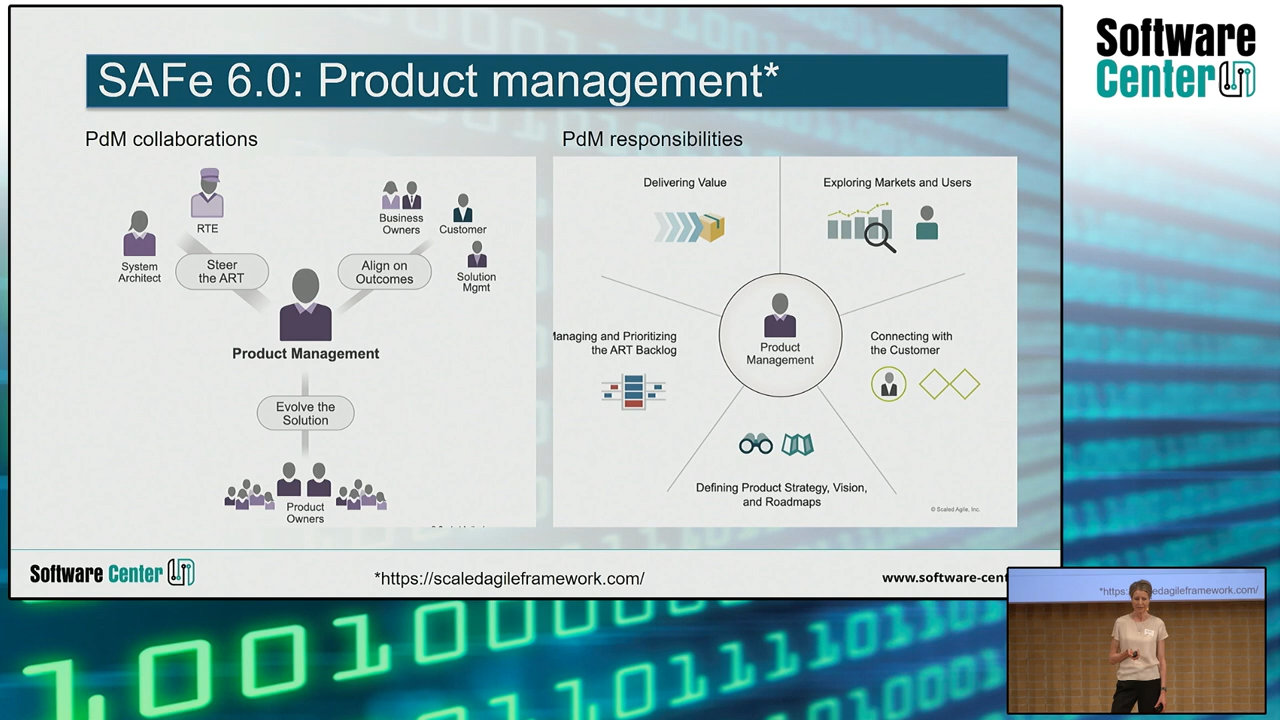 SAFe 6.0: Product management*
PdM collaborations
RTE
System
Architect
Steer
the ART
Business
Owners
Customer
Solution
Mgmt
Align on
Outcomes
Product Management
Evolve the
Solution
Product
Owners
PdM responsibilities
Delivering Value
Exploring Markets and Users
Managing and Prioritizing
the ART Backlog
Product
Management
Connecting with
the Customer
Defining Product Strategy, Vision,
and Roadmaps
© Scaled Agile, Inc.
Software Center
*https://scaledagileframework.com/
www.software-cent
Software
Center
*https: edagileframework.com/